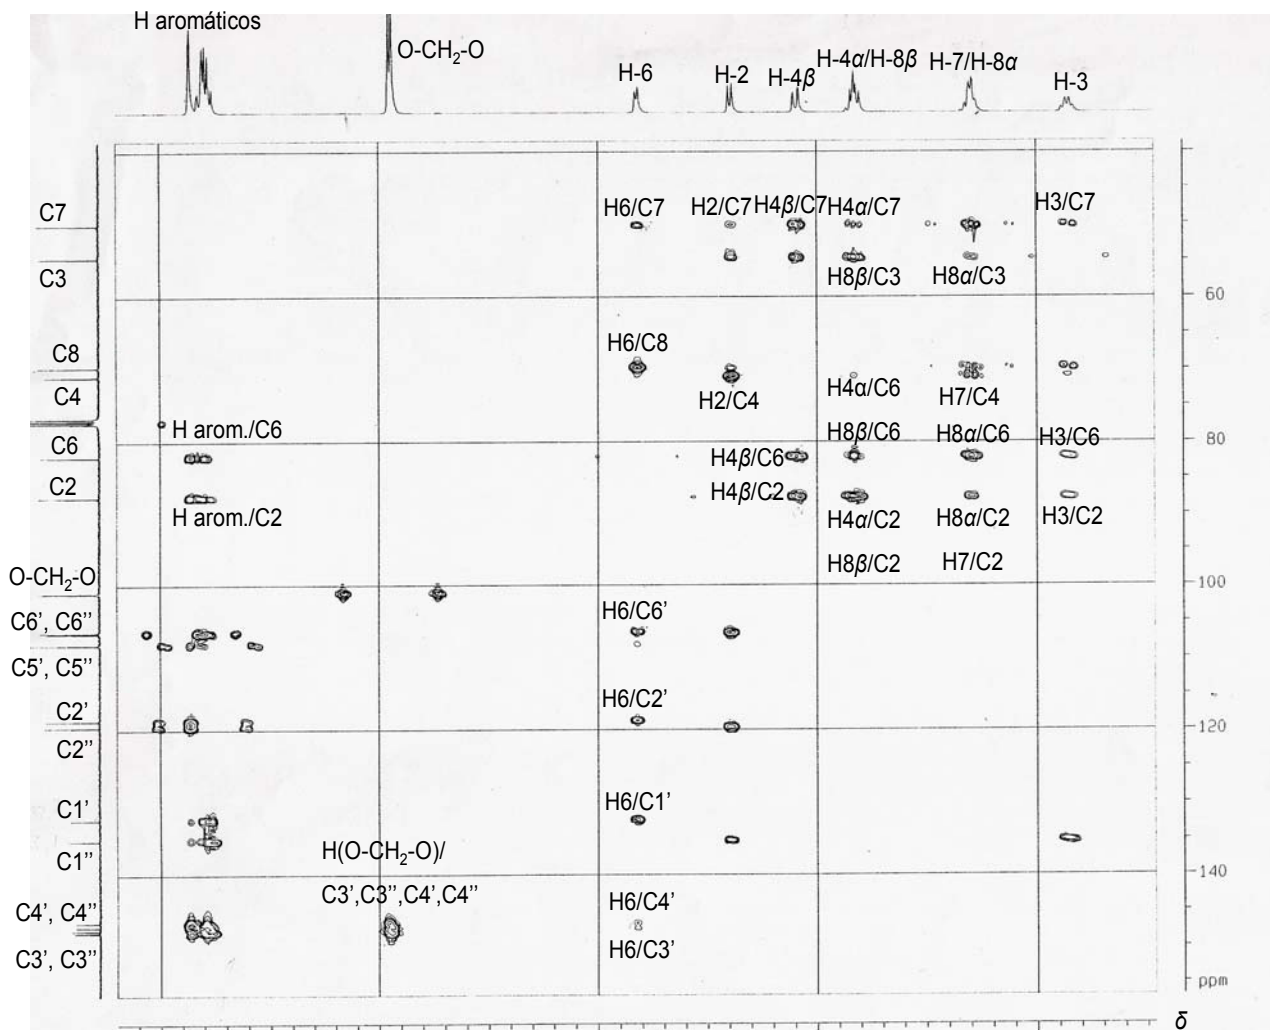 H aromáticos
O-CH₂-O
H-6
H-2
H-4β
H-4α/H-8β
H-7/H-8α
H-3
C7
C3
C8
C4
C6
C2
O-CH₂-O
C6’, C6’’
C5’, C5’’
C2’
C2’’
C1’
C1’’
C4’, C4’’
C3’, C3’’
H6/C7
H2/C7
H4β/C7
H4α/C7
H3/C7
H8β/C3
H8α/C3
60
H6/C8
H2/C4
H4α/C6
H7/C4
H arom./C6
H8β/C6
H8α/C6
H3/C6
80
H4β/C6
H4β/C2
H arom./C2
H4α/C2
H8α/C2
H3/C2
H8β/C2
H7/C2
100
H6/C6’
H6/C2’
120
H6/C1’
H(O-CH₂-O)/
C3’,C3’’,C4’,C4’’
140
H6/C4’
H6/C3’
ppm
δ